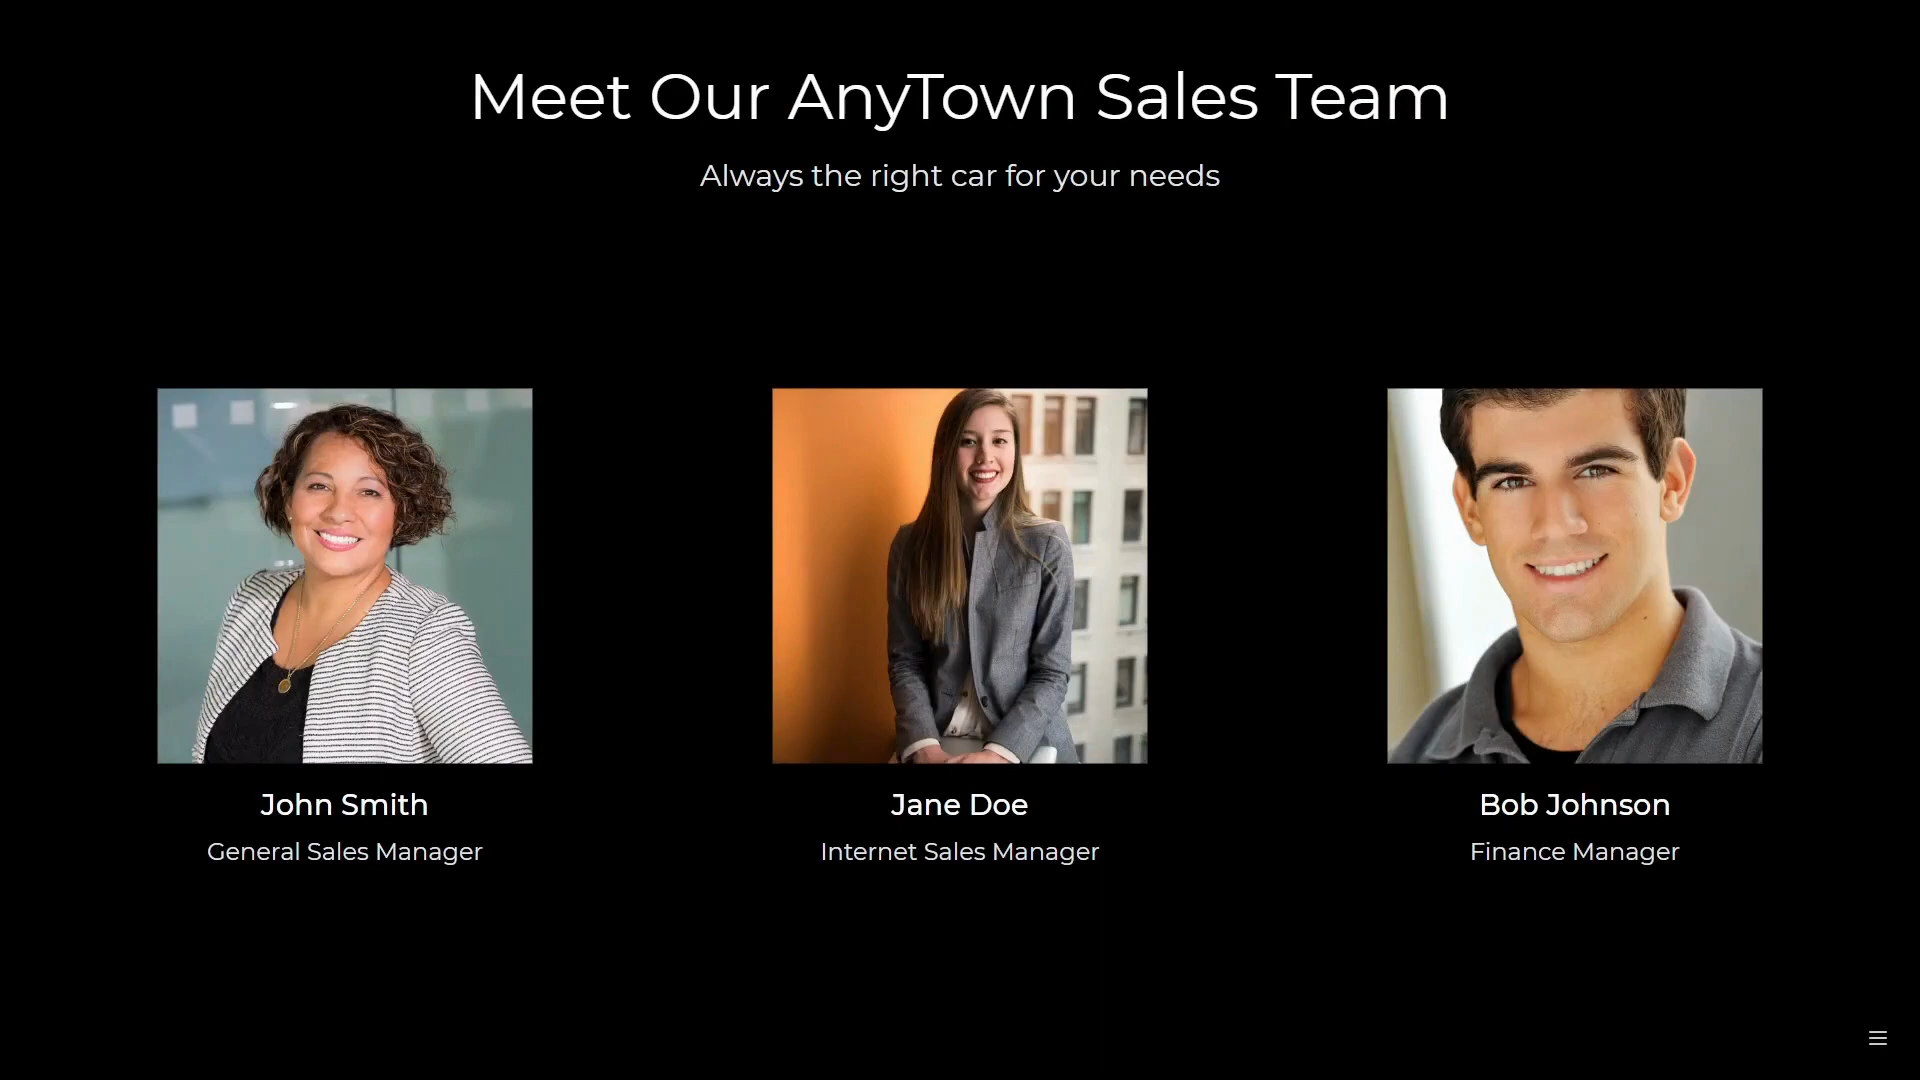 Meet Our AnyTown Sales Team
Always the right car for your needs
John Smith
General Sales Manager
Jane Doe
Internet Sales Manager
Bob Johnson
Finance Manager